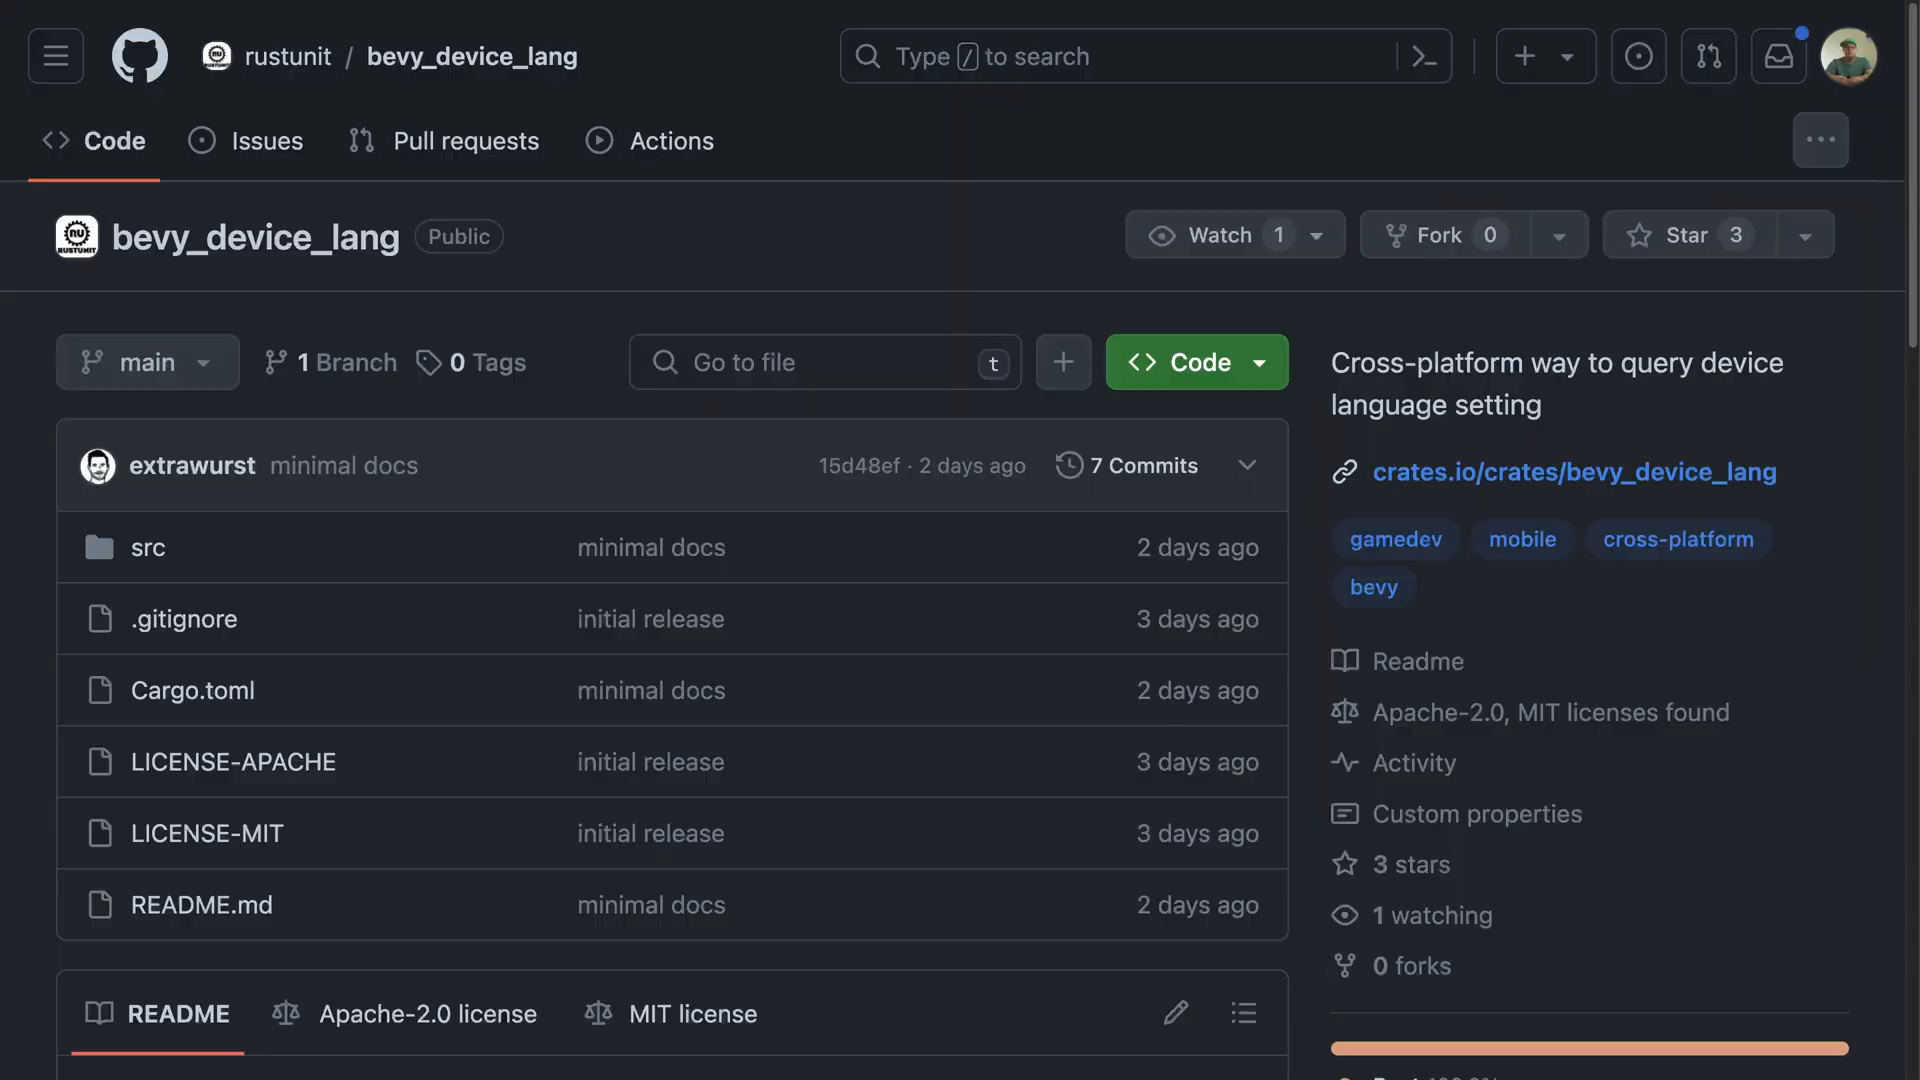 rustunit / bevy_device_lang
Type / to search
Code
Issues
Pull requests
Actions
bevy_device_lang Public
Watch 1
Fork 0
Star 3
main
1 Branch
0 Tags
Go to file t
Code
extrawurst minimal docs 15d48ef · 2 days ago 7 Commits
src minimal docs 2 days ago
.gitignore initial release 3 days ago
Cargo.toml minimal docs 2 days ago
LICENSE-APACHE initial release 3 days ago
LICENSE-MIT initial release 3 days ago
README.md minimal docs 2 days ago
README
Apache-2.0 license
MIT license
Cross-platform way to query device
language setting
crates.io/crates/bevy_device_lang
gamedev mobile cross-platform
bevy
Readme
Apache-2.0, MIT licenses found
Activity
Custom properties
3 stars
1 watching
0 forks